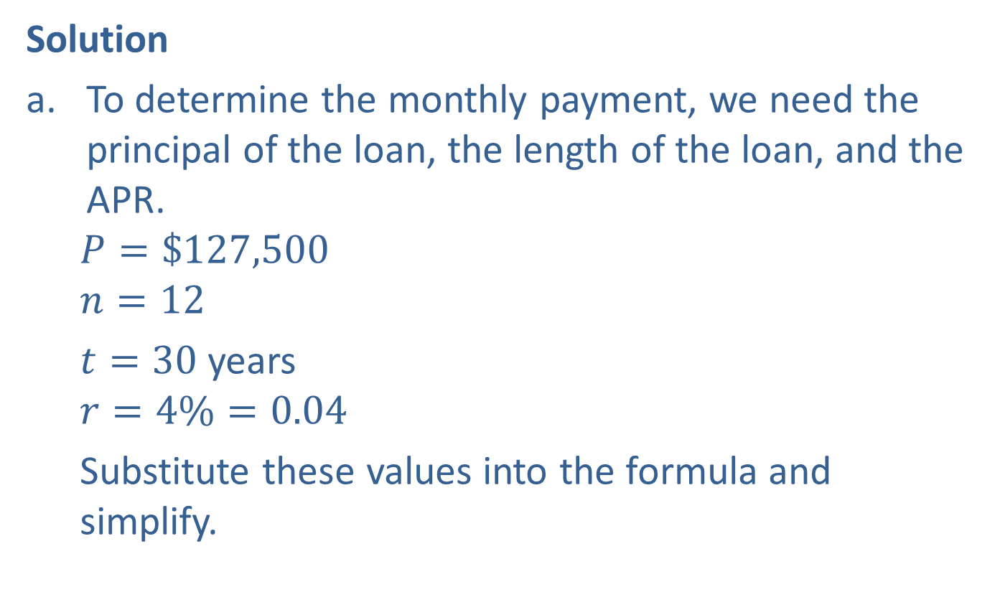 Solution
a. To determine the monthly payment, we need the
principal of the loan, the length of the loan, and the
APR.
P = $127,500
n = 12
t = 30 years
r = 4% = 0.04
Substitute these values into the formula and
simplify.